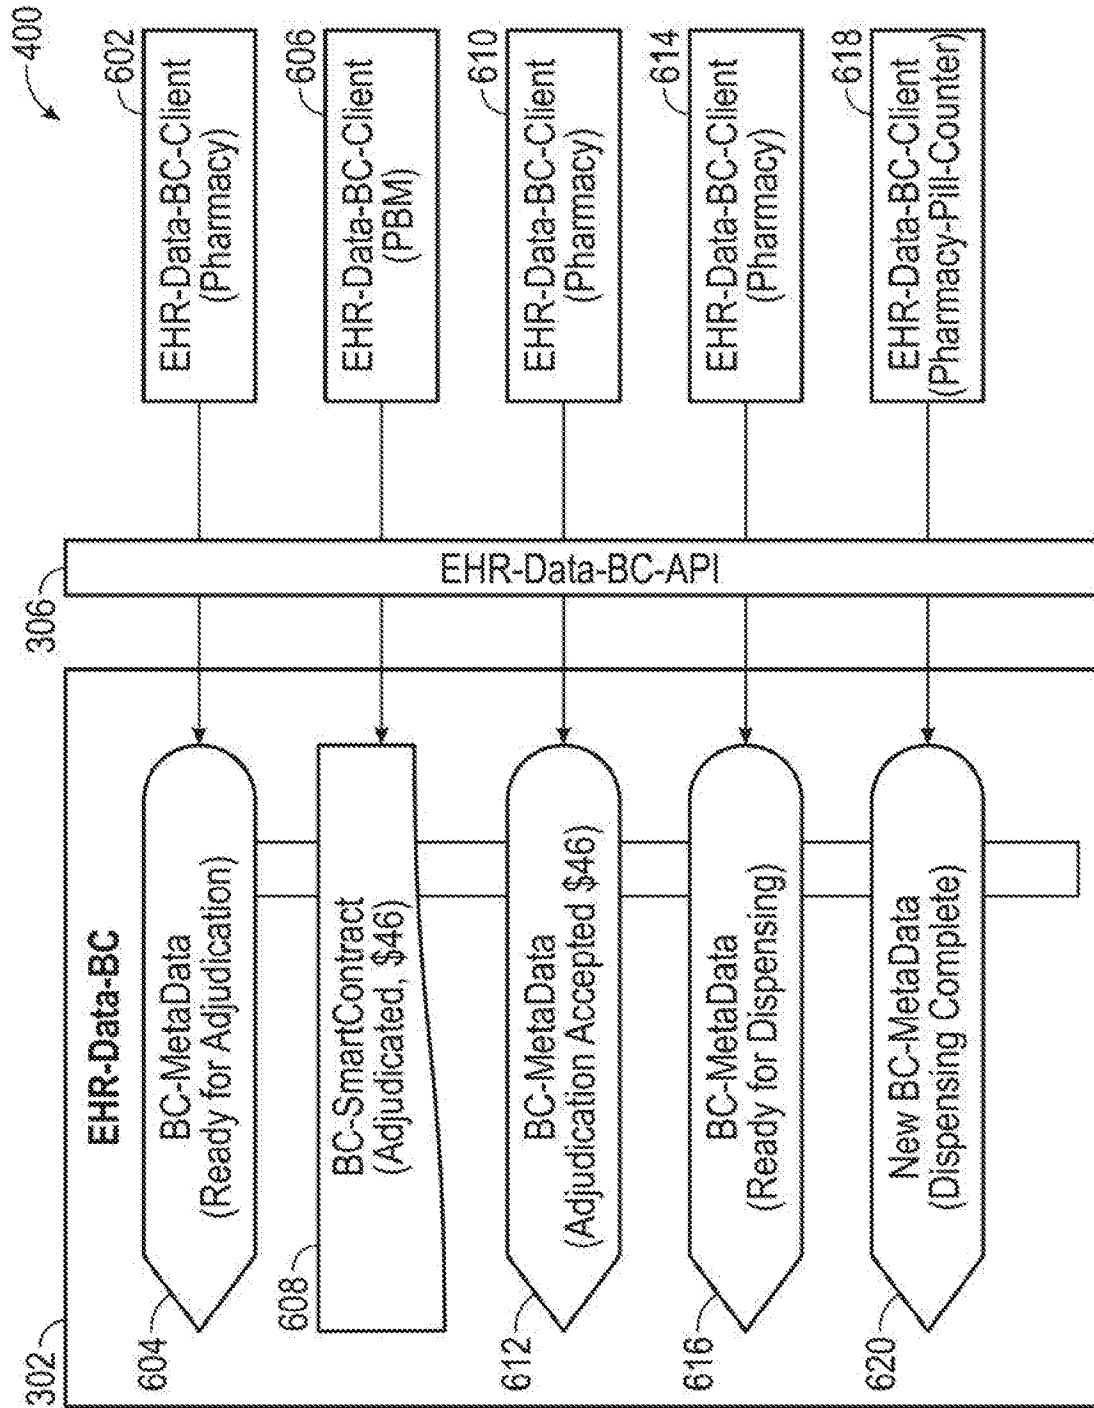 400
302
EHR-Data-BC
306
EHR-Data-BC-API
604
BC-MetaData
(Ready for Adjudication)
602
EHR-Data-BC-Client
(Pharmacy)
608
BC-SmartContract
(Adjudicated, $46)
606
EHR-Data-BC-Client
(PBM)
612
BC-MetaData
(Adjudication Accepted $46)
610
EHR-Data-BC-Client
(Pharmacy)
616
BC-MetaData
(Ready for Dispensing)
614
EHR-Data-BC-Client
(Pharmacy)
620
New BC-MetaData
(Dispensing Complete)
618
EHR-Data-BC-Client
(Pharmacy-Pill-Counter)